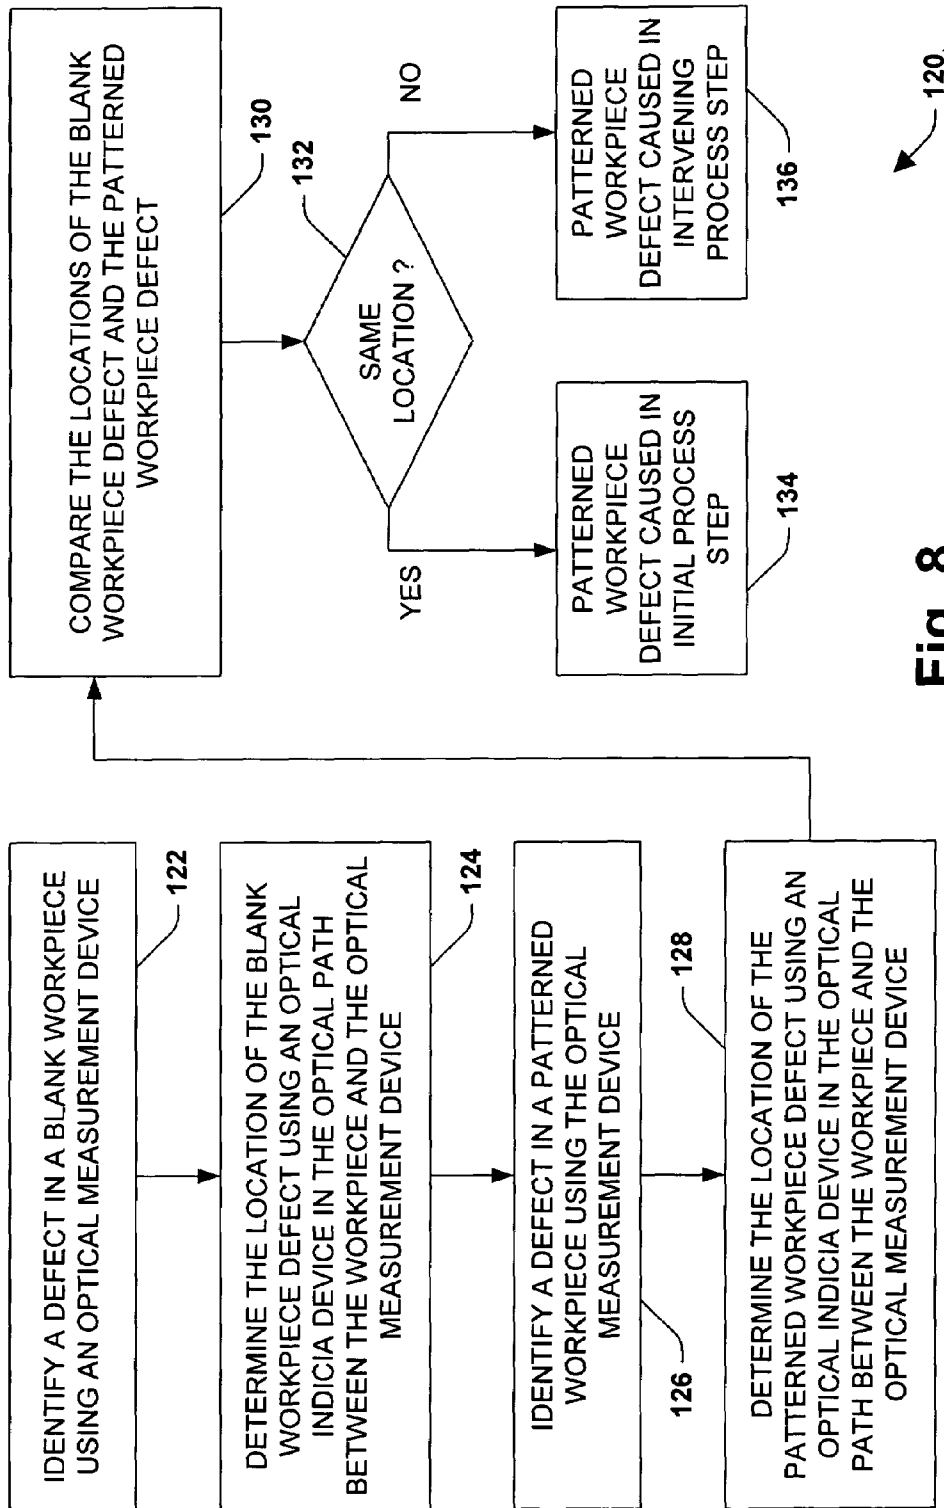 IDENTIFY A DEFECT IN A BLANK WORKPIECE
USING AN OPTICAL MEASUREMENT DEVICE
122
DETERMINE THE LOCATION OF THE BLANK
WORKPIECE DEFECT USING AN OPTICAL
INDICIA DEVICE IN THE OPTICAL PATH
BETWEEN THE WORKPIECE AND THE OPTICAL
MEASUREMENT DEVICE
124
IDENTIFY A DEFECT IN A PATTERNED
WORKPIECE USING THE OPTICAL
MEASUREMENT DEVICE
126
128
DETERMINE THE LOCATION OF THE
PATTERNED WORKPIECE DEFECT USING AN
OPTICAL INDICIA DEVICE IN THE OPTICAL
PATH BETWEEN THE WORKPIECE AND THE
OPTICAL MEASUREMENT DEVICE
COMPARE THE LOCATIONS OF THE BLANK
WORKPIECE DEFECT AND THE PATTERNED
WORKPIECE DEFECT
130
132
SAME
LOCATION ?
YES
NO
PATTERNED
WORKPIECE
DEFECT CAUSED IN
INITIAL PROCESS
STEP
134
PATTERNED
WORKPIECE
DEFECT CAUSED IN
INTERVENING
PROCESS STEP
136
120
Fig. 8